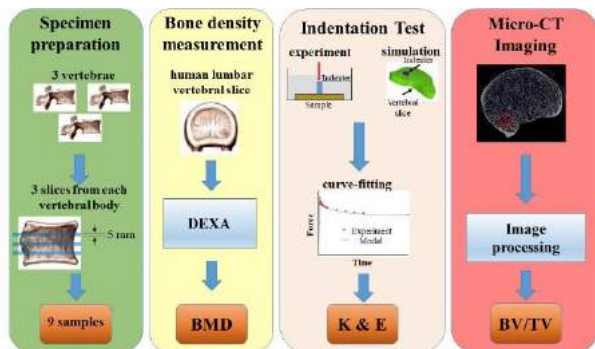 Specimen
preparation
3 vertebrae
3 slices from each
vertebral body
5 mm
9 samples
Bone density
measurement
human lumbar
vertebral slice
DEXA
BMD
Indentation Test
experiment
simulation
Indenter
Indenter
Sample
Vertebral
slice
curve-fitting
Force
Experiment
Model
Time
K & E
Micro-CT
Imaging
Image
processing
BV/TV